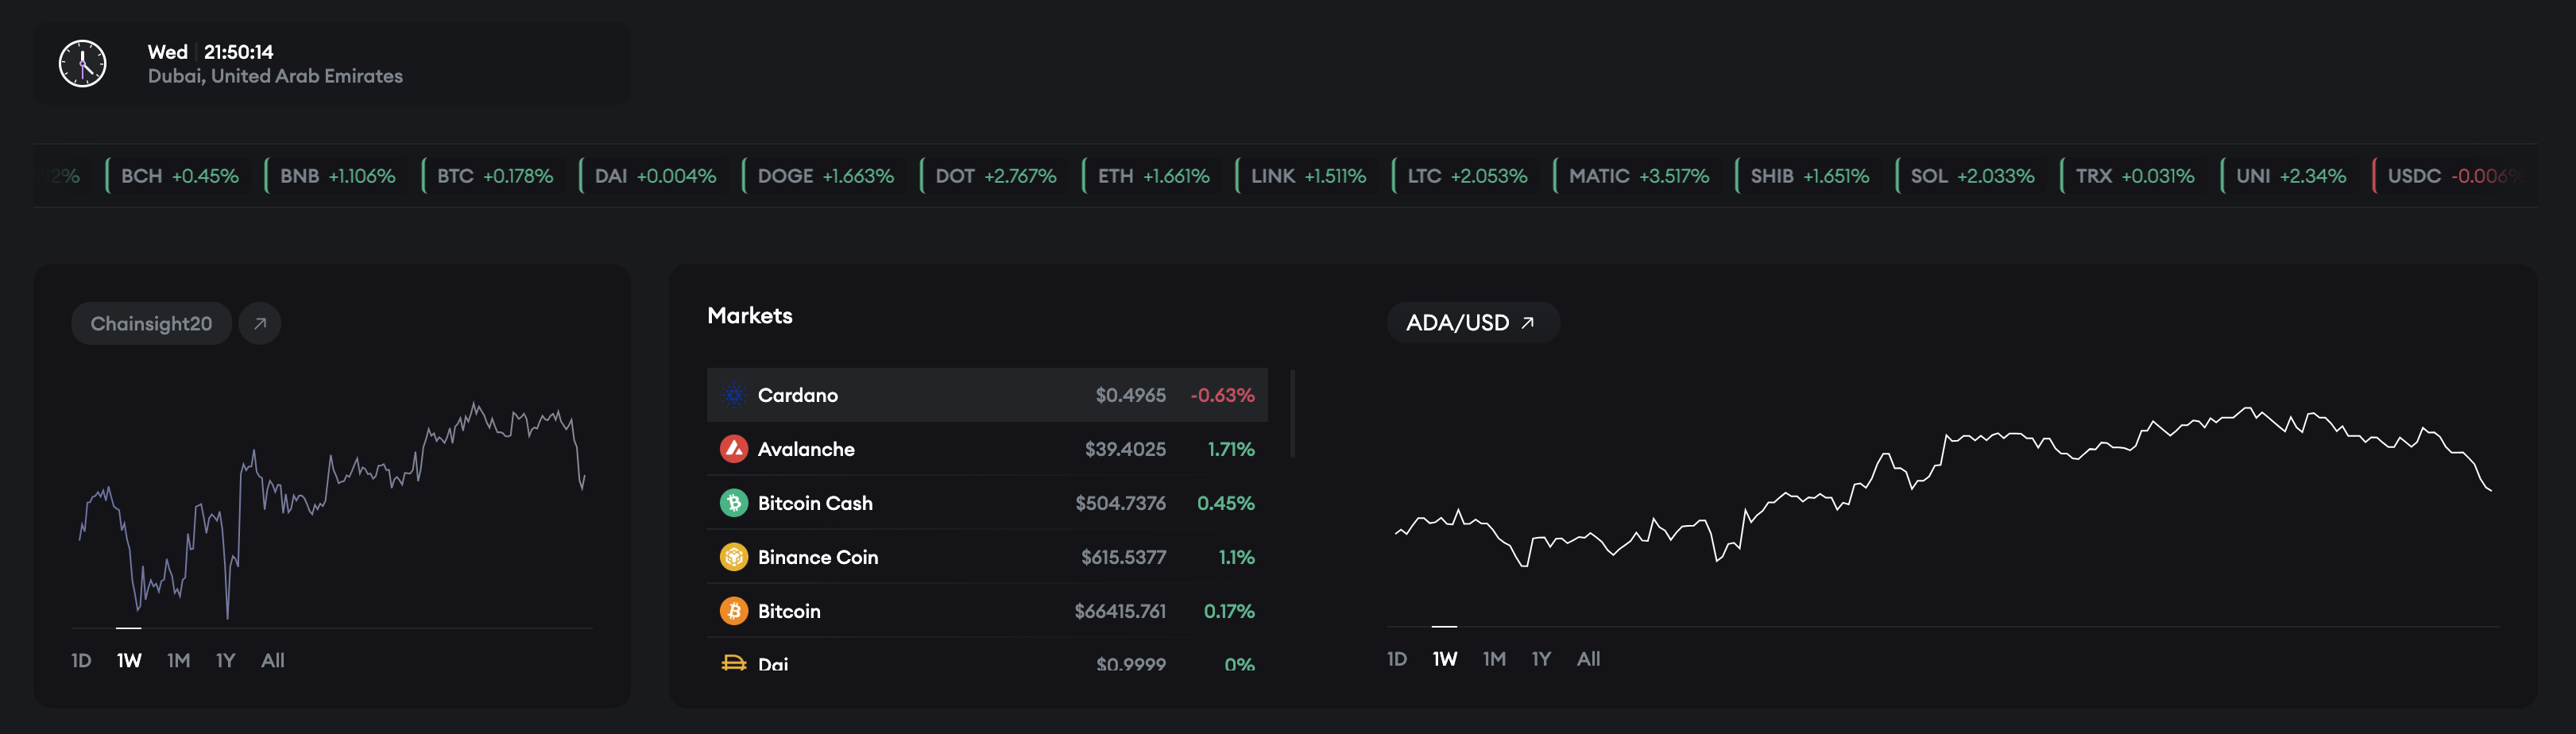 Wed 21:50:14
Dubai, United Arab Emirates
2% BCH +0.45% BNB +1.106% BTC +0.178% DAI +0.004% DOGE +1.663% DOT +2.767% ETH +1.661% LINK +1.511% LTC +2.053% MATIC +3.517% SHIB +1.651% SOL +2.033% TRX +0.031% UNI +2.34% USDC -0.006%
Chainsight20
1D 1W 1M 1Y All
Markets
Cardano $0.4965 -0.63%
Avalanche $39.4025 1.71%
Bitcoin Cash $504.7376 0.45%
Binance Coin $615.5377 1.1%
Bitcoin $66415.761 0.17%
Dai $0.9999 0%
ADA/USD
1D 1W 1M 1Y All